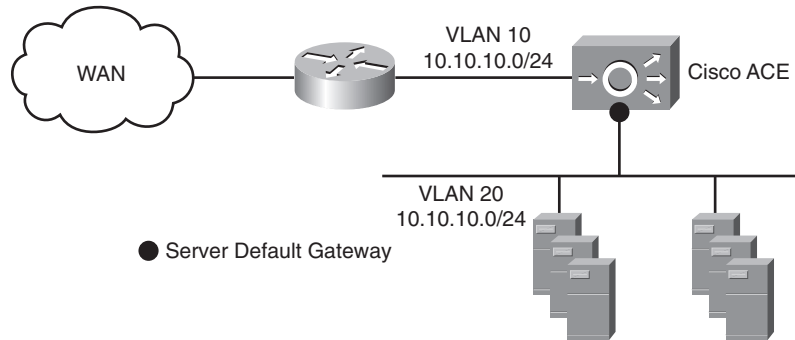 WAN
VLAN 10
10.10.10.0/24
Cisco ACE
VLAN 20
10.10.10.0/24
Server Default Gateway